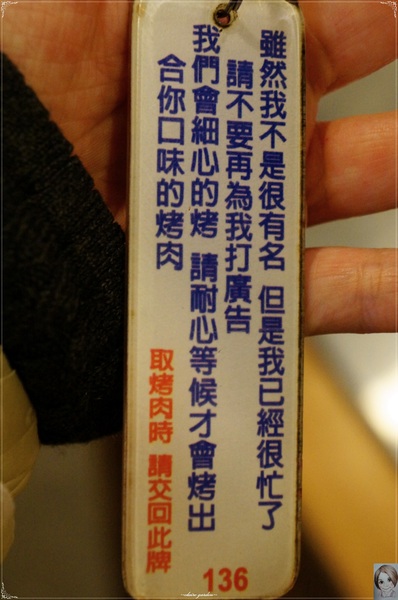 雖然我不是很有名 但是我已經很忙了
請不要再為我打廣告
我們會細心的烤 請耐心等候才會烤出
合你口味的烤肉
取烤肉時 請交回此牌
136